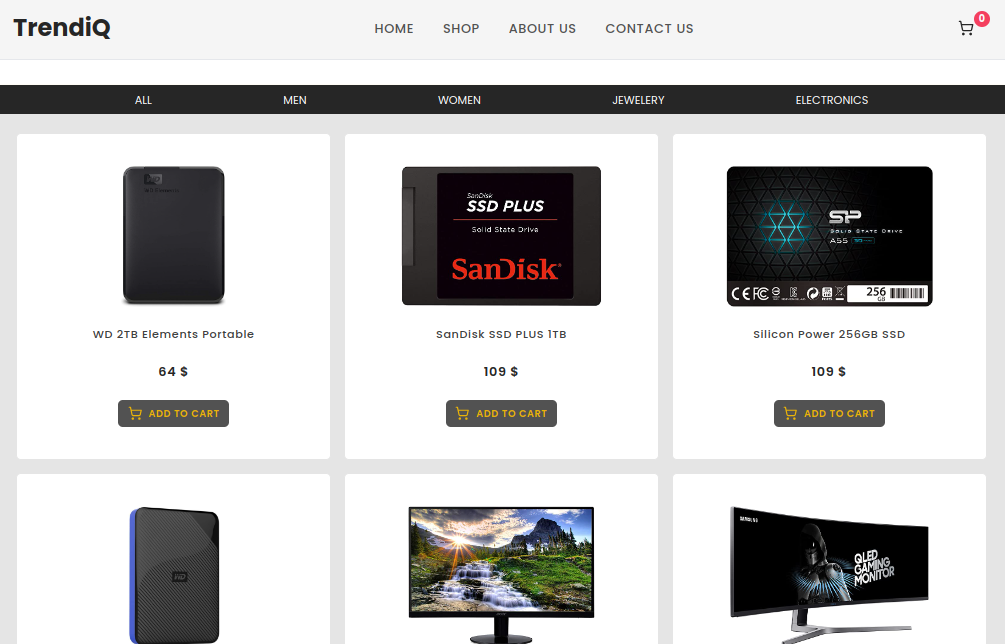 TrendiQ HOME SHOP ABOUT US CONTACT US 0
ALL MEN WOMEN JEWELERY ELECTRONICS
SanDisk
SSD PLUS
Solid State Drive
SanDisk
SP
SOLID STATE DRIVE
A55
256
GB
WD 2TB Elements Portable
64 $
ADD TO CART
SanDisk SSD PLUS 1TB
109 $
ADD TO CART
Silicon Power 256GB SSD
109 $
ADD TO CART
WD
SAMSUNG
QLED
GAMING
MONITOR